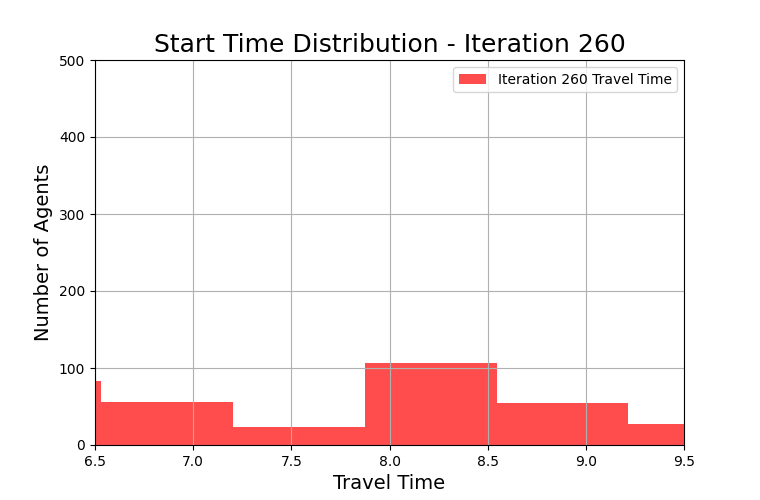 Start Time Distribution - Iteration 260
500
400
300
200
100
0
Number of Agents
Iteration 260 Travel Time
6.5 7.0 7.5 8.0 8.5 9.0 9.5
Travel Time